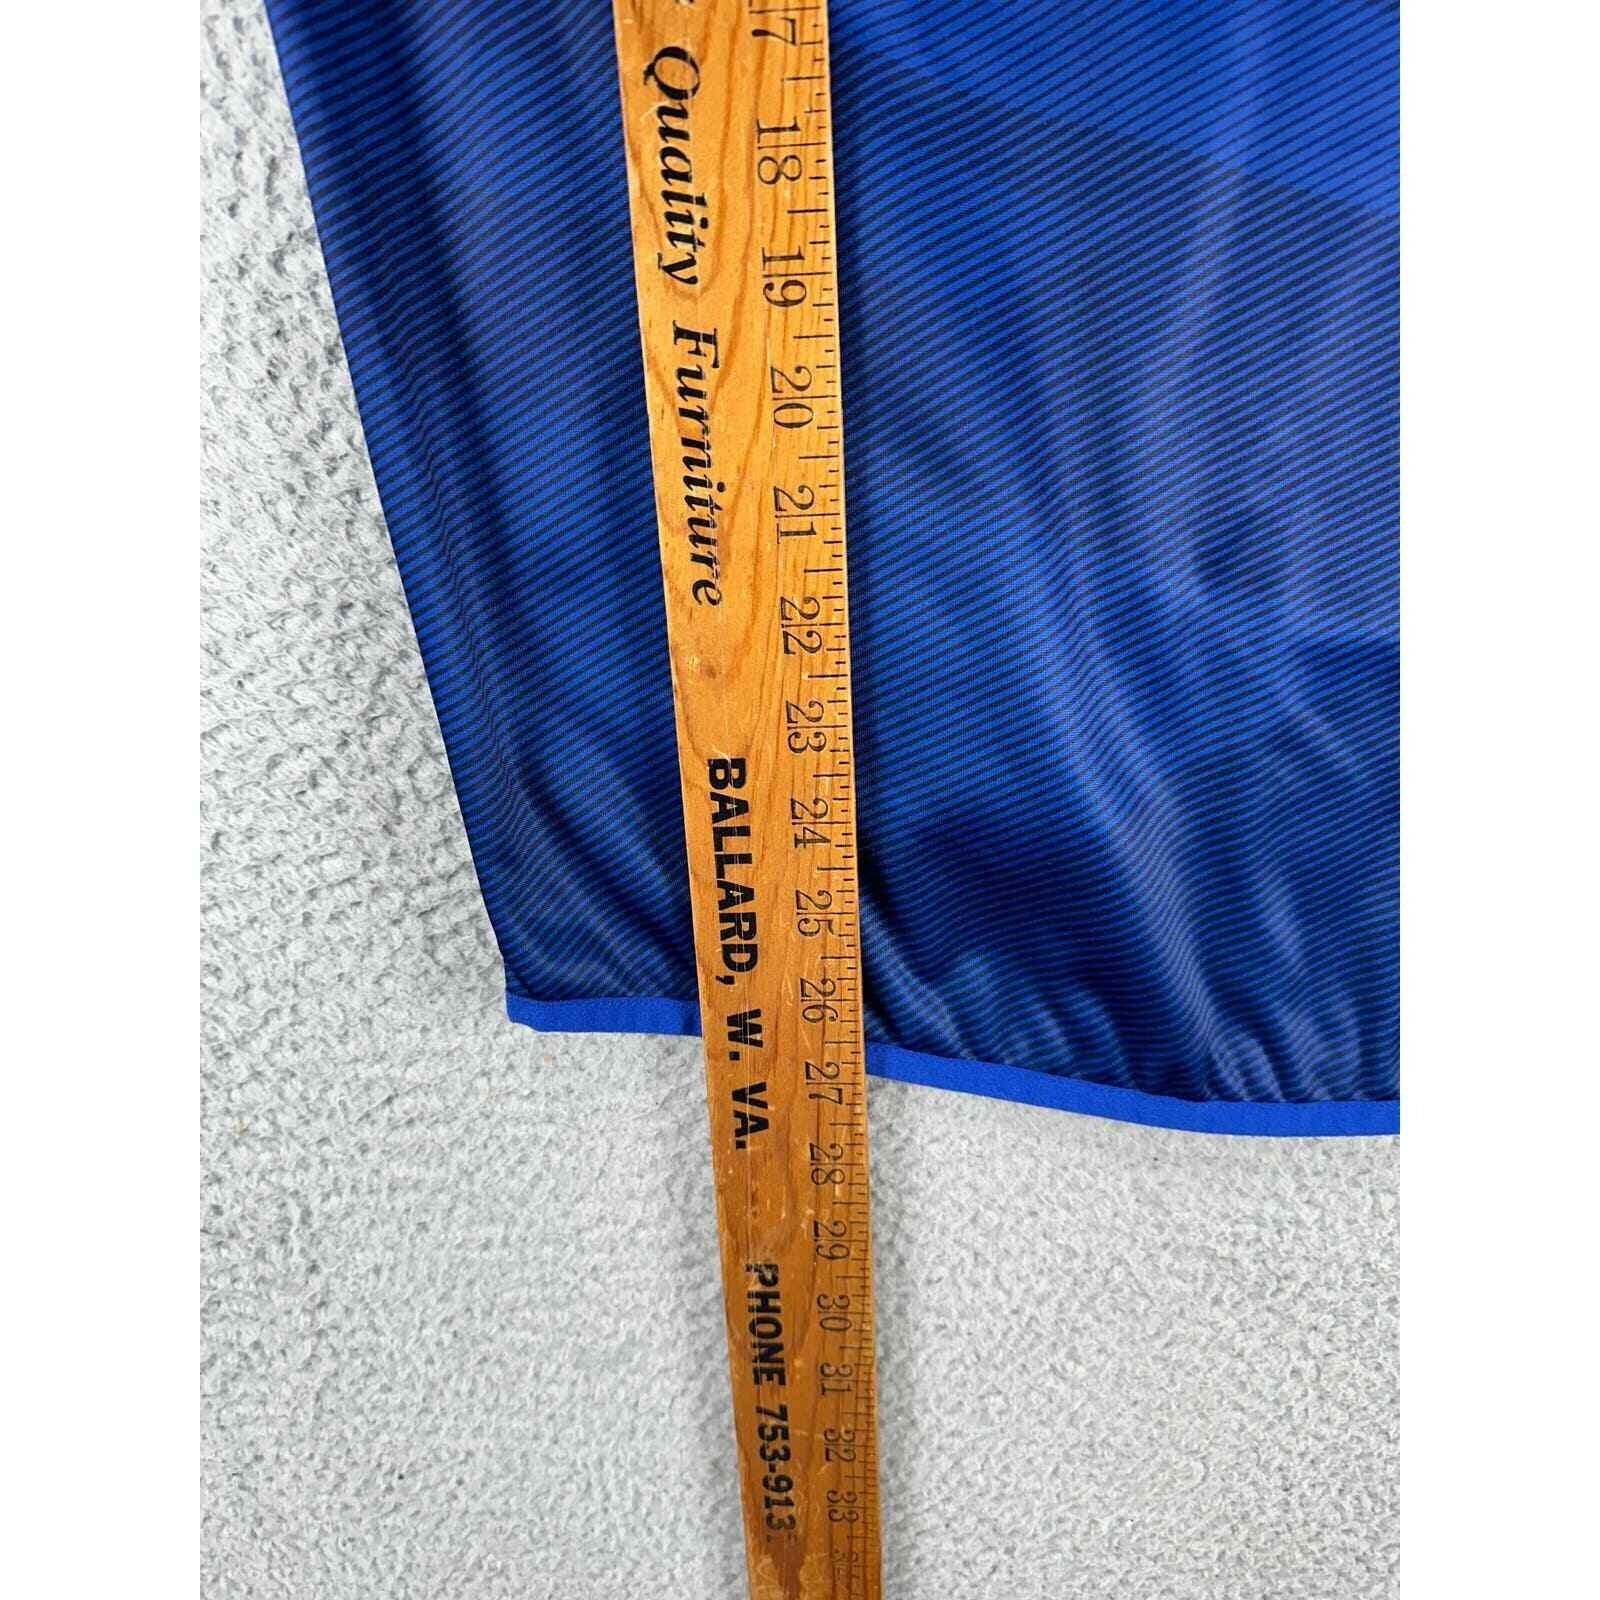 Quality Furniture
BALLARD, W. VA.
PHONE 753-913
17 18 19 20 21 22 23 24 25 26 27 28 29 30 31 32 33